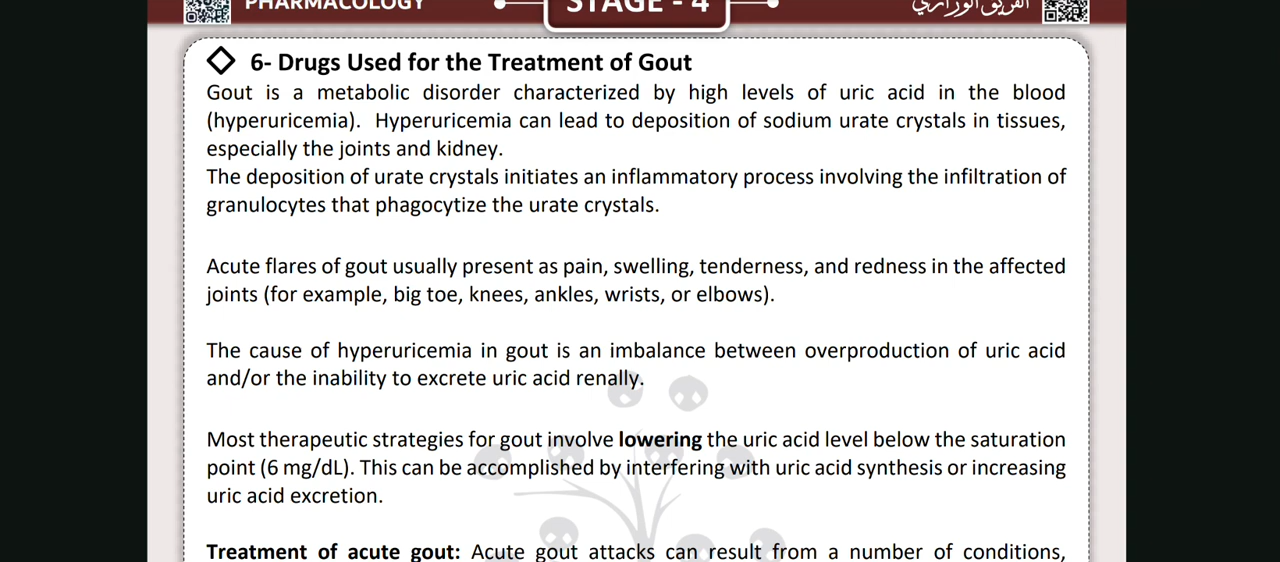 PHARMACOLOGY
STAGE - 4
الفريق الوزاري
6- Drugs Used for the Treatment of Gout
Gout is a metabolic disorder characterized by high levels of uric acid in the blood
(hyperuricemia). Hyperuricemia can lead to deposition of sodium urate crystals in tissues,
especially the joints and kidney.
The deposition of urate crystals initiates an inflammatory process involving the infiltration of
granulocytes that phagocytize the urate crystals.
Acute flares of gout usually present as pain, swelling, tenderness, and redness in the affected
joints (for example, big toe, knees, ankles, wrists, or elbows).
The cause of hyperuricemia in gout is an imbalance between overproduction of uric acid
and/or the inability to excrete uric acid renally.
Most therapeutic strategies for gout involve lowering the uric acid level below the saturation
point (6 mg/dL). This can be accomplished by interfering with uric acid synthesis or increasing
uric acid excretion.
Treatment of acute gout: Acute gout attacks can result from a number of conditions,